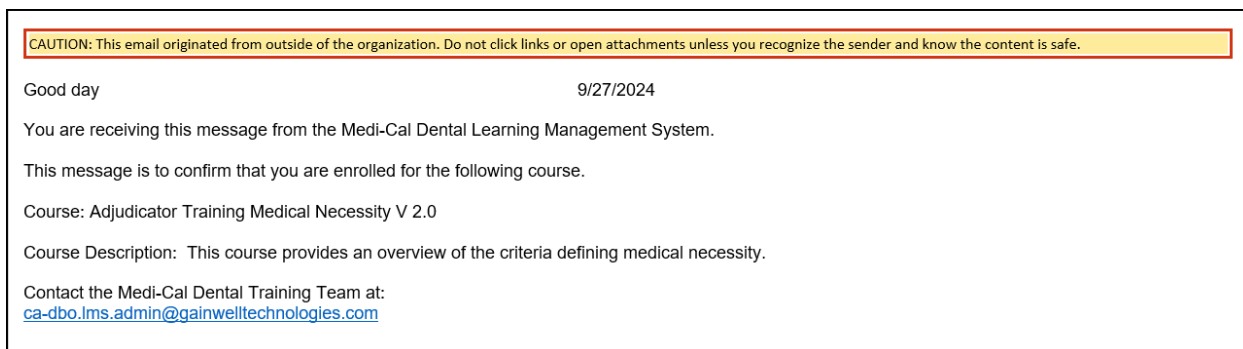 CAUTION: This email originated from outside of the organization. Do not click links or open attachments unless you recognize the sender and know the content is safe.
Good day 9/27/2024
You are receiving this message from the Medi-Cal Dental Learning Management System.
This message is to confirm that you are enrolled for the following course.
Course: Adjudicator Training Medical Necessity V 2.0
Course Description:  This course provides an overview of the criteria defining medical necessity.
Contact the Medi-Cal Dental Training Team at:
ca-dbo.lms.admin@gainwelltechnologies.com